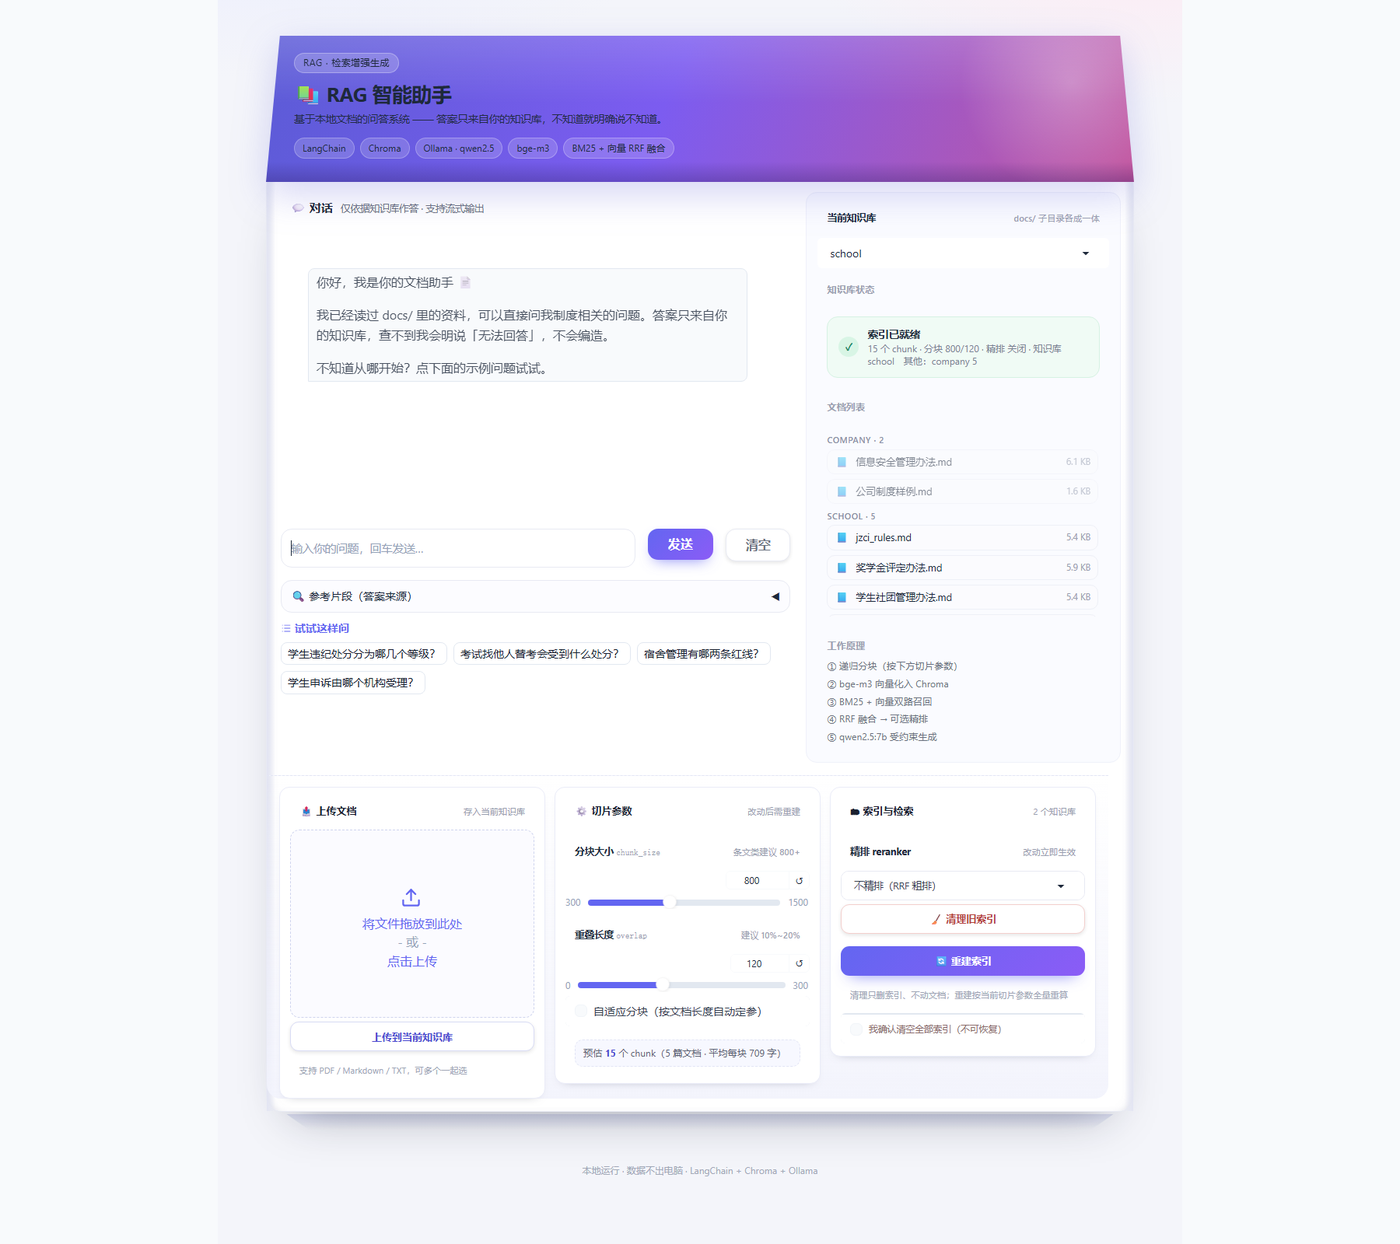 RAG · 检索增强生成
RAG 智能助手
基于本地文档的问答系统 —— 答案只来自你的知识库，不知道就明确说不知道。
LangChain
Chroma
Ollama · qwen2.5
bge-m3
BM25 + 向量 RRF 融合
对话 仅依据知识库作答 · 支持流式输出
你好，我是你的文档助手
我已经读过 docs/ 里的资料，可以直接问我制度相关的问题。答案只来自你
的知识库，查不到我会明说「无法回答」，不会编造。
不知道从哪开始？点下面的示例问题试试。
输入你的问题，回车发送...
发送
清空
参考片段（答案来源）
试试这样问
学生违纪处分分为哪几个等级？
考试找他人替考会受到什么处分？
宿舍管理有哪两条红线？
学生申诉由哪个机构受理？
当前知识库 docs/ 子目录各成一体
school
知识库状态
索引已就绪
15 个 chunk · 分块 800/120 · 精排 关闭 · 知识库
school 其他：company 5
文档列表
COMPANY · 2
信息安全管理办法.md 6.1 KB
公司制度样例.md 1.6 KB
SCHOOL · 5
jzci_rules.md 5.4 KB
奖学金评定办法.md 5.9 KB
学生社团管理办法.md 5.4 KB
工作原理
① 递归分块（按下方切片参数）
② bge-m3 向量化入 Chroma
③ BM25 + 向量双路召回
④ RRF 融合 → 可选精排
⑤ qwen2.5:7b 受约束生成
上传文档 存入当前知识库
将文件拖放到此处
- 或 -
点击上传
上传到当前知识库
支持 PDF / Markdown / TXT，可多个一起选
切片参数 改动后需重建
分块大小 chunk_size 条文类建议 800+
800
300 1500
重叠长度 overlap 建议 10%~20%
120
0 300
自适应分块（按文档长度自动定参）
预估 15 个 chunk（5 篇文档 · 平均每块 709 字）
索引与检索 2 个知识库
精排 reranker 改动立即生效
不精排（RRF 粗排）
清理旧索引
重建索引
清理只删索引、不动文档；重建按当前切片参数全量重算
我确认清空全部索引（不可恢复）
本地运行 · 数据不出电脑 · LangChain + Chroma + Ollama